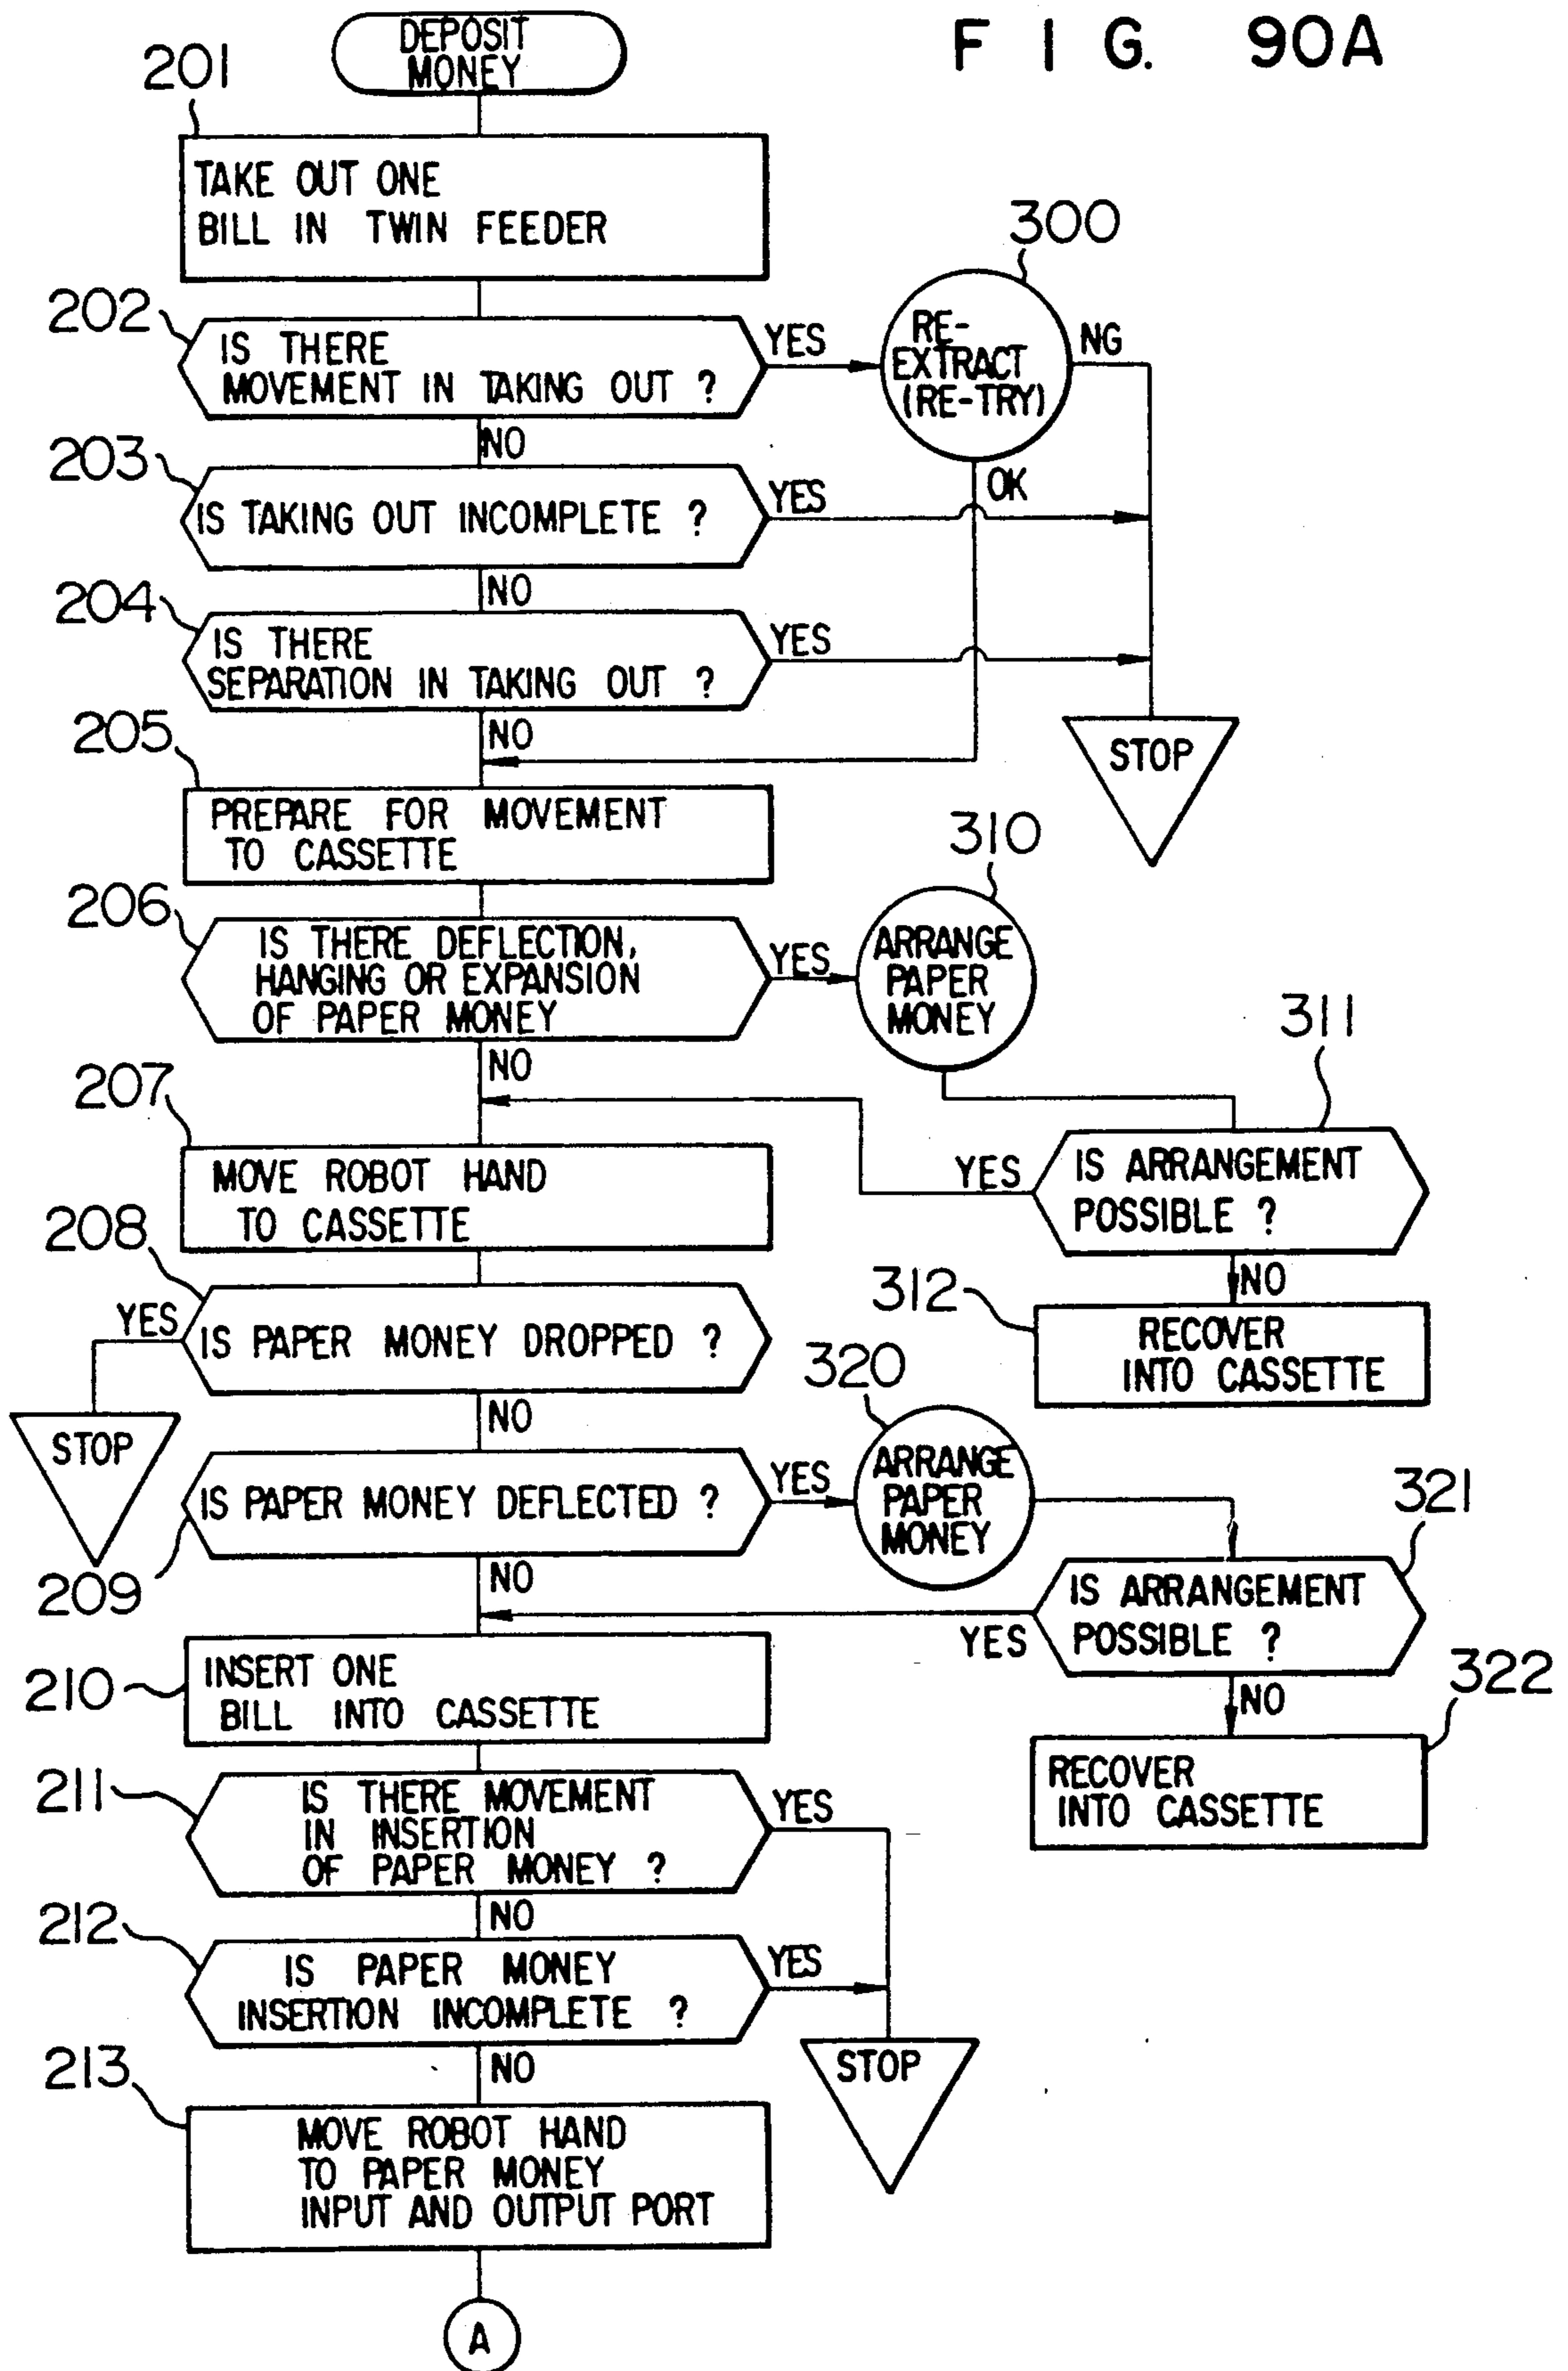 F I G. 90A
DEPOSIT
MONEY
201
TAKE OUT ONE
BILL IN TWIN FEEDER
300
202
IS THERE
MOVEMENT IN TAKING OUT ?
YES
RE-
EXTRACT
(RE-TRY)
NG
NO
OK
203
IS TAKING OUT INCOMPLETE ?
YES
NO
204
IS THERE
SEPARATION IN TAKING OUT ?
YES
NO
STOP
205
PREPARE FOR MOVEMENT
TO CASSETTE
310
206
IS THERE DEFLECTION,
HANGING OR EXPANSION
OF PAPER MONEY
YES
ARRANGE
PAPER
MONEY
NO
311
207
MOVE ROBOT HAND
TO CASSETTE
YES
IS ARRANGEMENT
POSSIBLE ?
NO
312
RECOVER
INTO CASSETTE
208
YES
IS PAPER MONEY DROPPED ?
NO
STOP
320
209
IS PAPER MONEY DEFLECTED ?
YES
ARRANGE
PAPER
MONEY
NO
321
IS ARRANGEMENT
POSSIBLE ?
YES
NO
322
RECOVER
INTO CASSETTE
210
INSERT ONE
BILL INTO CASSETTE
211
IS THERE MOVEMENT
IN INSERTION
OF PAPER MONEY ?
YES
NO
212
IS PAPER MONEY
INSERTION INCOMPLETE ?
YES
NO
STOP
213
MOVE ROBOT HAND
TO PAPER MONEY
INPUT AND OUTPUT PORT
A